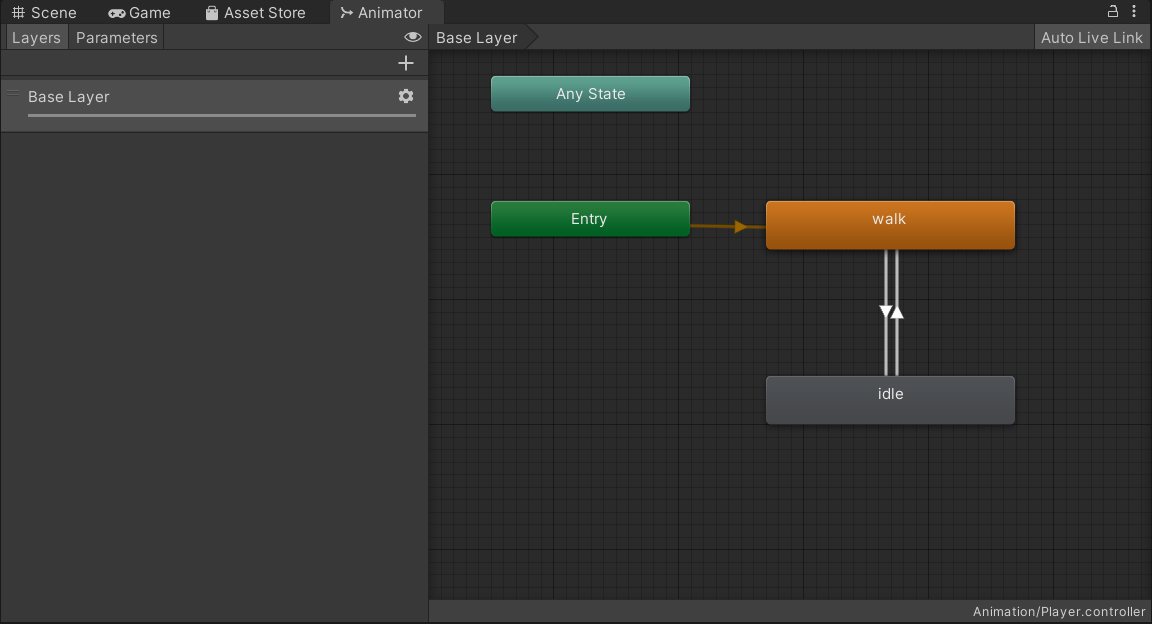 Scene Game Asset Store Animator
Layers Parameters Base Layer Auto Live Link
Base Layer
Any State
Entry
walk
idle
Animation/Player.controller